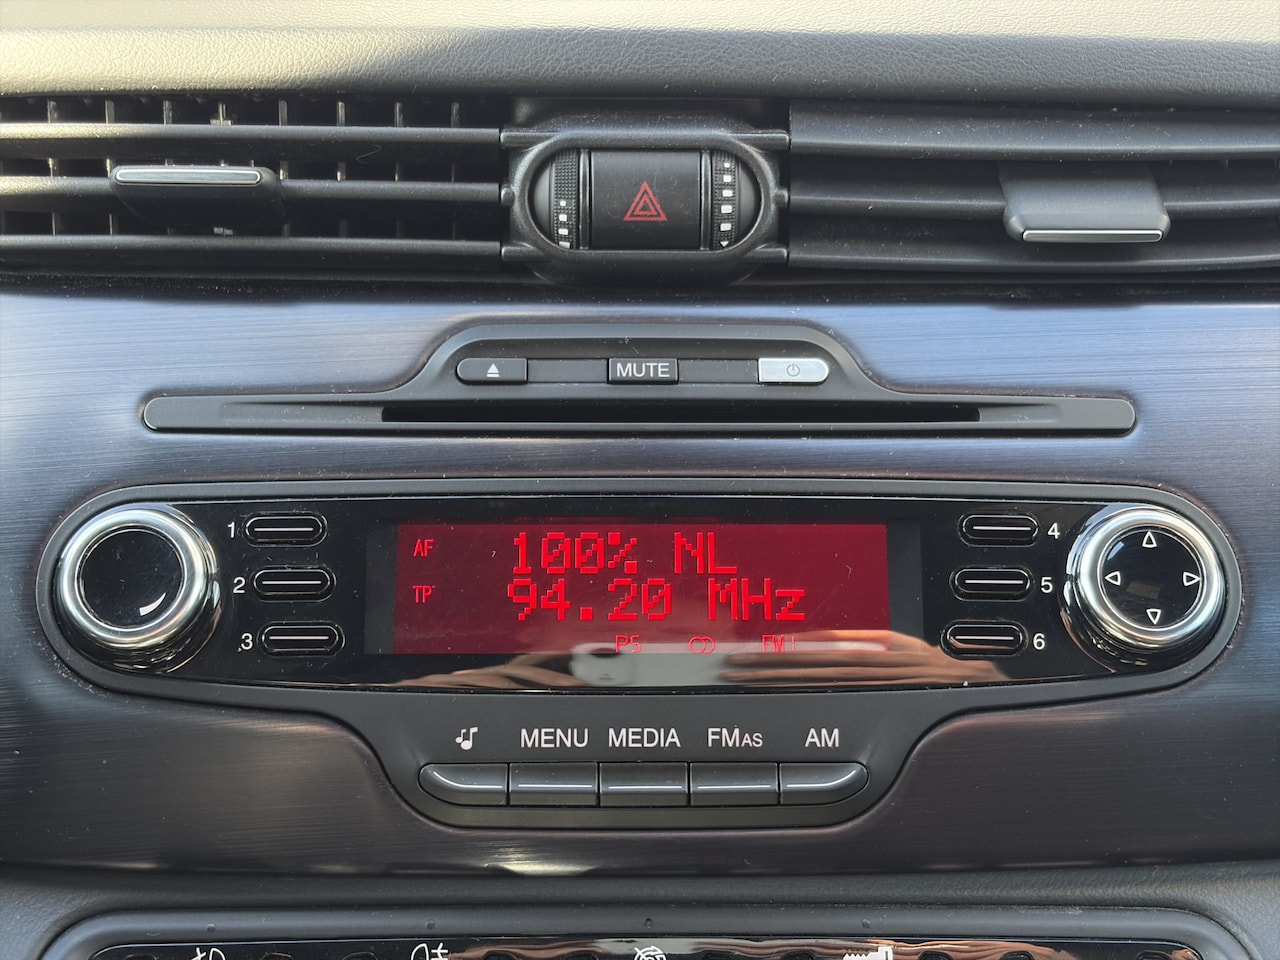 MUTE
1
2
3
AF
100% NL
TP
94.20 MHz
P5
FM1
4
5
6
MENU
MEDIA
FMAS
AM